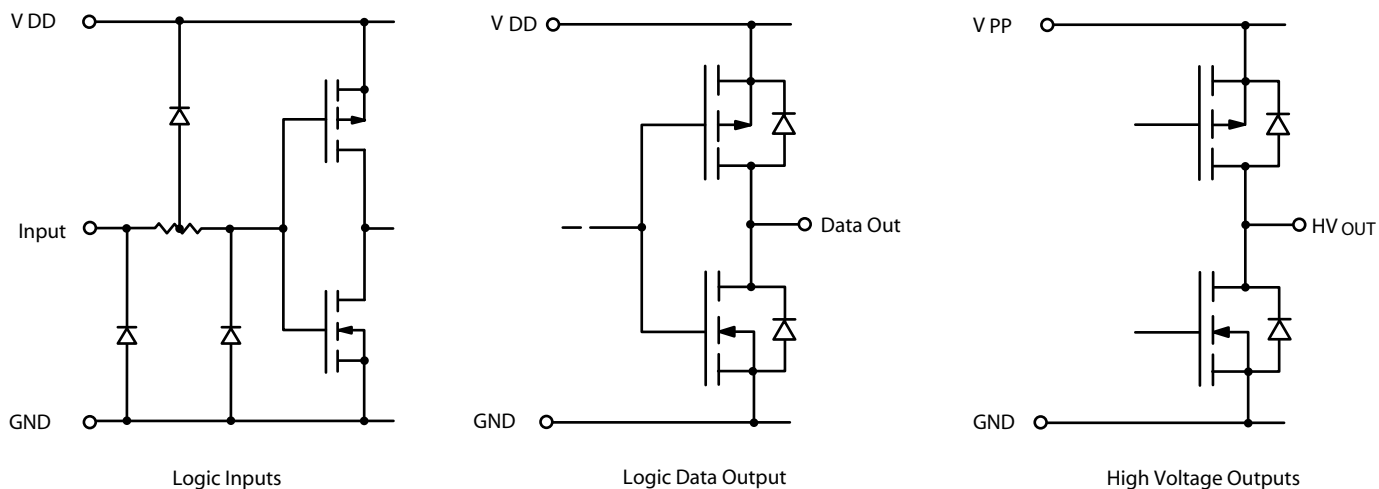 V DD
Input
GND
Logic Inputs
V DD
Data Out
GND
Logic Data Output
V PP
HV OUT
GND
High Voltage Outputs